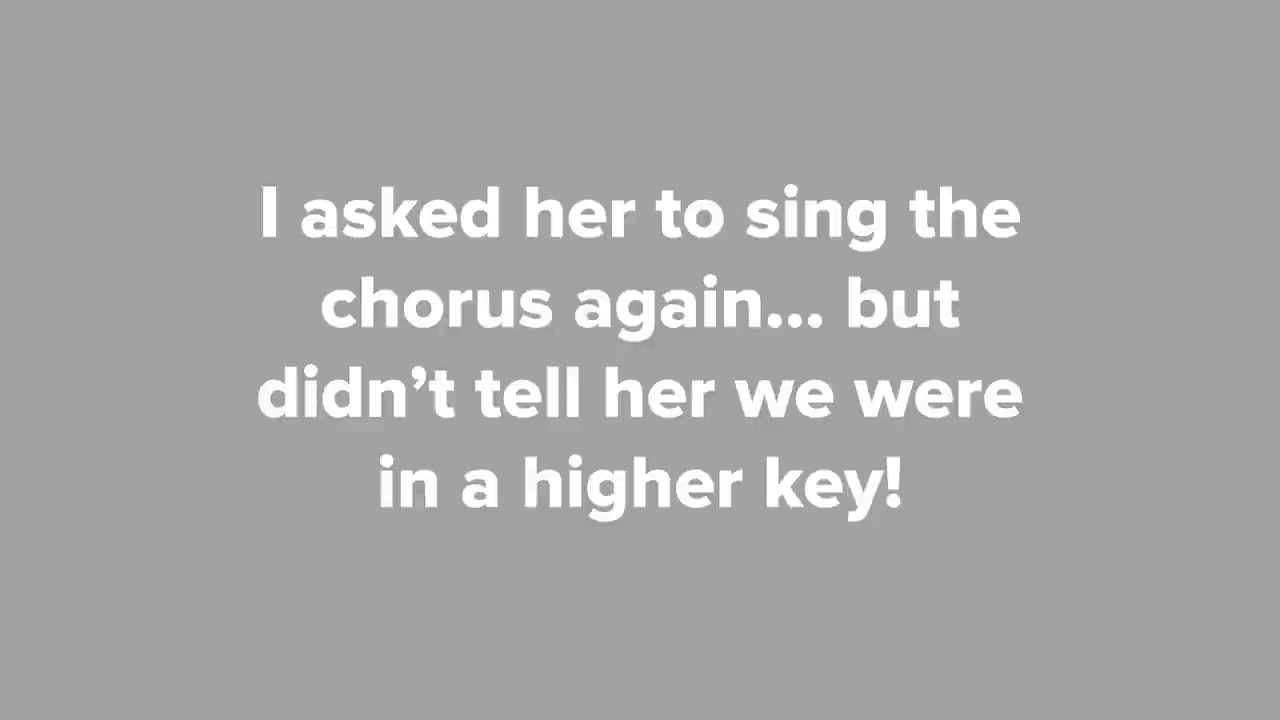 I asked her to sing the
chorus again... but
didn’t tell her we were
in a higher key!